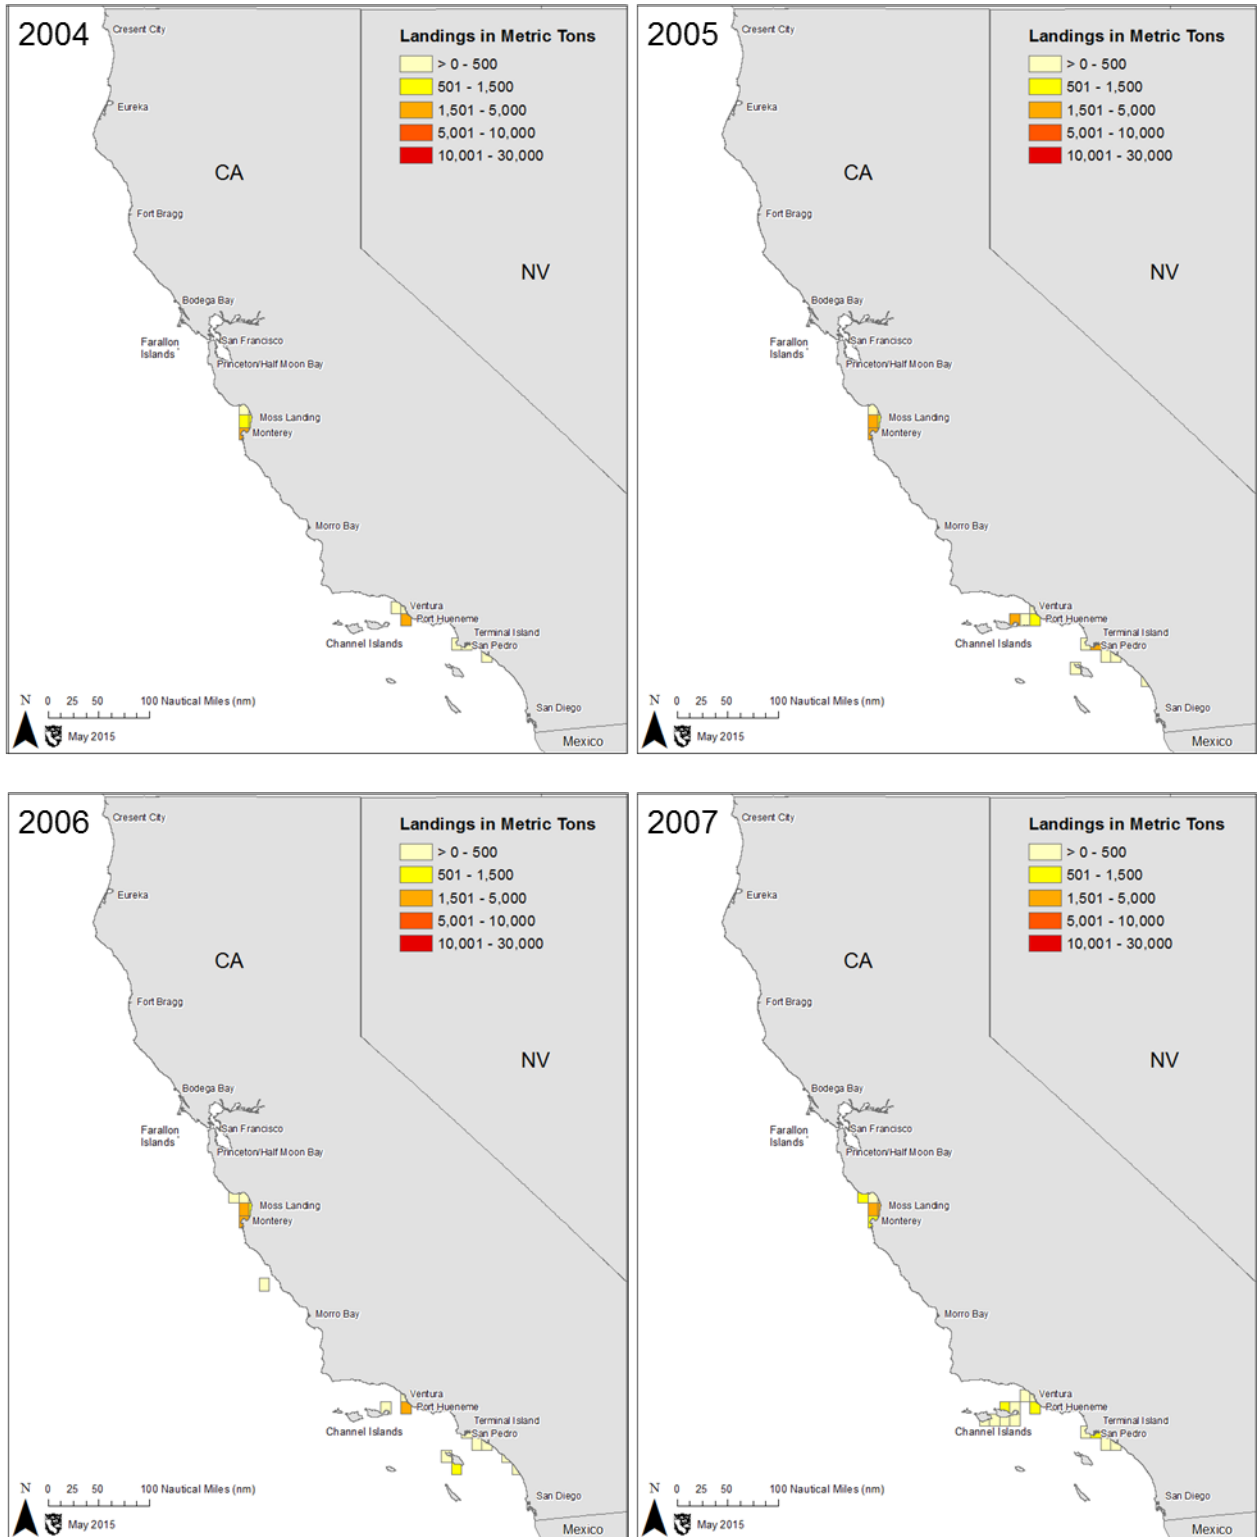 2004
Landings in Metric Tons
> 0 - 500
501 - 1,500
1,501 - 5,000
5,001 - 10,000
10,001 - 30,000
Cresent City
Eureka
CA
Fort Bragg
NV
Bodega Bay
Farallon
Islands
San Francisco
Princeton/Half Moon Bay
Moss Landing
Monterey
Morro Bay
Ventura
Port Hueneme
Channel Islands
Terminal Island
San Pedro
San Diego
Mexico
N
0 25 50 100 Nautical Miles (nm)
May 2015
2005
Landings in Metric Tons
> 0 - 500
501 - 1,500
1,501 - 5,000
5,001 - 10,000
10,001 - 30,000
Cresent City
Eureka
CA
Fort Bragg
NV
Bodega Bay
Farallon
Islands
San Francisco
Princeton/Half Moon Bay
Moss Landing
Monterey
Morro Bay
Ventura
Port Hueneme
Channel Islands
Terminal Island
San Pedro
San Diego
Mexico
N
0 25 50 100 Nautical Miles (nm)
May 2015
2006
Landings in Metric Tons
> 0 - 500
501 - 1,500
1,501 - 5,000
5,001 - 10,000
10,001 - 30,000
Cresent City
Eureka
CA
Fort Bragg
NV
Bodega Bay
Farallon
Islands
San Francisco
Princeton/Half Moon Bay
Moss Landing
Monterey
Morro Bay
Ventura
Port Hueneme
Channel Islands
Terminal Island
San Pedro
San Diego
Mexico
N
0 25 50 100 Nautical Miles (nm)
May 2015
2007
Landings in Metric Tons
> 0 - 500
501 - 1,500
1,501 - 5,000
5,001 - 10,000
10,001 - 30,000
Cresent City
Eureka
CA
Fort Bragg
NV
Bodega Bay
Farallon
Islands
San Francisco
Princeton/Half Moon Bay
Moss Landing
Monterey
Morro Bay
Ventura
Port Hueneme
Channel Islands
Terminal Island
San Pedro
San Diego
Mexico
N
0 25 50 100 Nautical Miles (nm)
May 2015